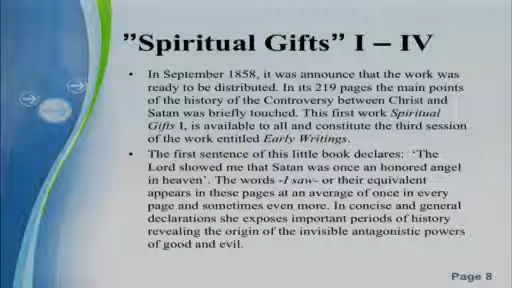 ”Spiritual Gifts” I – IV
• In September 1858, it was announce that the work was
ready to be distributed. In its 219 pages the main points
of the history of the Controversy between Christ and
Satan was briefly touched. This first work Spiritual
Gifts I, is available to all and constitute the third session
of the work entitled Early Writings.
• The first sentence of this little book declares: ‘The
Lord showed me that Satan was once an honored angel
in heaven’. The words -I saw- or their equivalent
appears in these pages at an average of once in every
page and sometimes even more. In concise and general
declarations she exposes important periods of history
revealing the origin of the invisible antagonistic powers
of good and evil.
Page 8